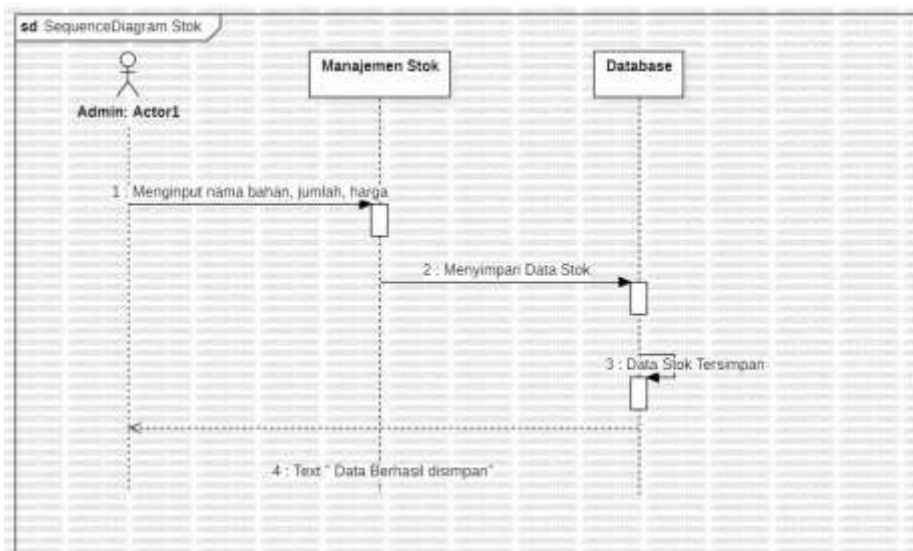 sd SequenceDiagram Stok
Manajemen Stok
Database
Admin: Actor1
1 : Menginput nama bahan, jumlah, harga
2 : Menyimpan Data Stok
3 : Data Stok Tersimpan
4 : Text " Data Berhasil disimpan"